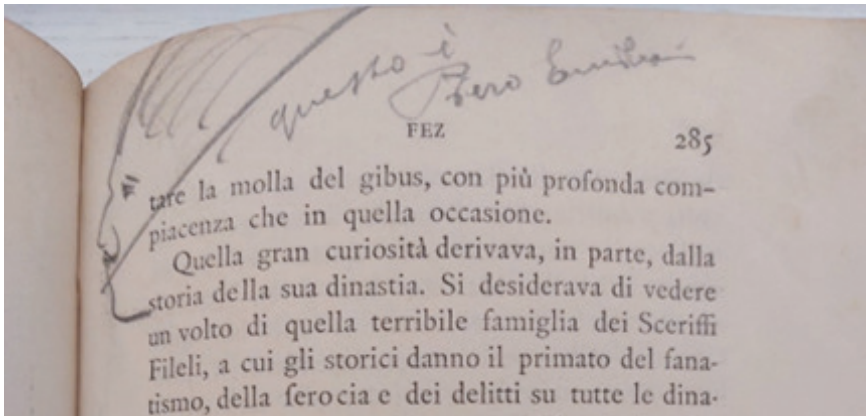 questo è
Piero
FEZ
285
tare la molla del gibus, con più profonda com-
piacenza che in quella occasione.
Quella gran curiosità derivava, in parte, dalla
storia della sua dinastia. Si desiderava di vedere
un volto di quella terribile famiglia dei Sceriffi
Fileli, a cui gli storici danno il primato del fana-
tismo, della ferocia e dei delitti su tutte le dina-